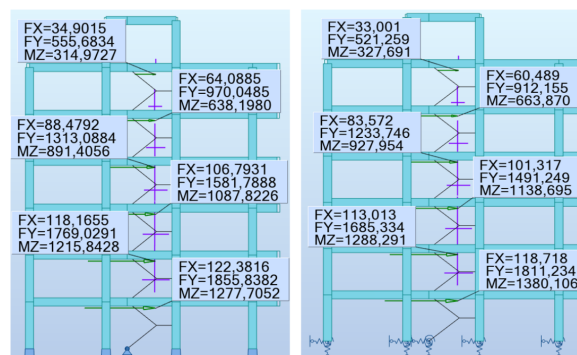 FX=34,9015
FY=555,6834
MZ=314,9727
FX=64,0885
FY=970,0485
MZ=638,1980
FX=88,4792
FY=1313,0884
MZ=891,4056
FX=106,7931
FY=1581,7888
MZ=1087,8226
FX=118,1655
FY=1769,0291
MZ=1215,8428
FX=122,3816
FY=1855,8382
MZ=1277,7052
FX=33,001
FY=521,259
MZ=327,691
FX=60,489
FY=912,155
MZ=663,870
FX=83,572
FY=1233,746
MZ=927,954
FX=101,317
FY=1491,249
MZ=1138,695
FX=113,013
FY=1685,334
MZ=1288,291
FX=118,718
FY=1811,234
MZ=1380,106